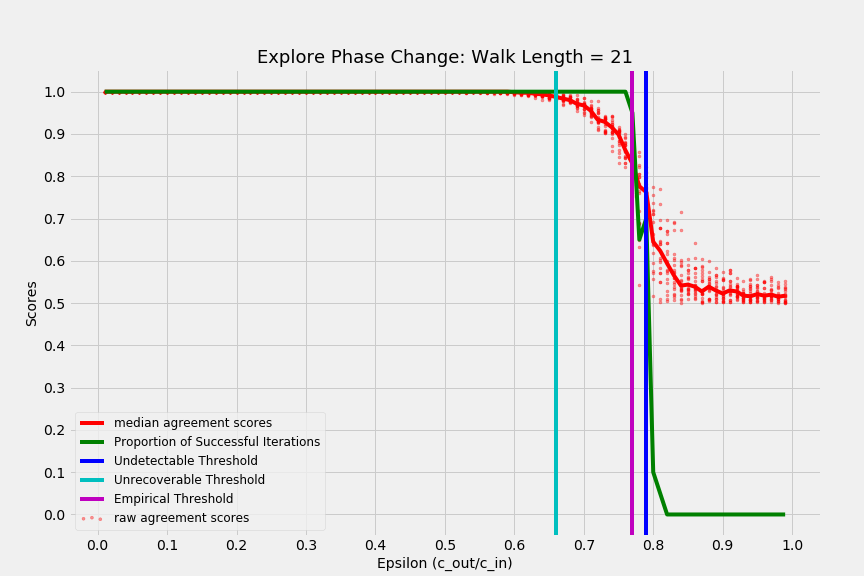 Explore Phase Change: Walk Length = 21
Scores
1.0
0.9
0.8
0.7
0.6
0.5
0.4
0.3
0.2
0.1
0.0
median agreement scores
Proportion of Successful Iterations
Undetectable Threshold
Unrecoverable Threshold
Empirical Threshold
raw agreement scores
0.0 0.1 0.2 0.3 0.4 0.5 0.6 0.7 0.8 0.9 1.0
Epsilon (c_out/c_in)